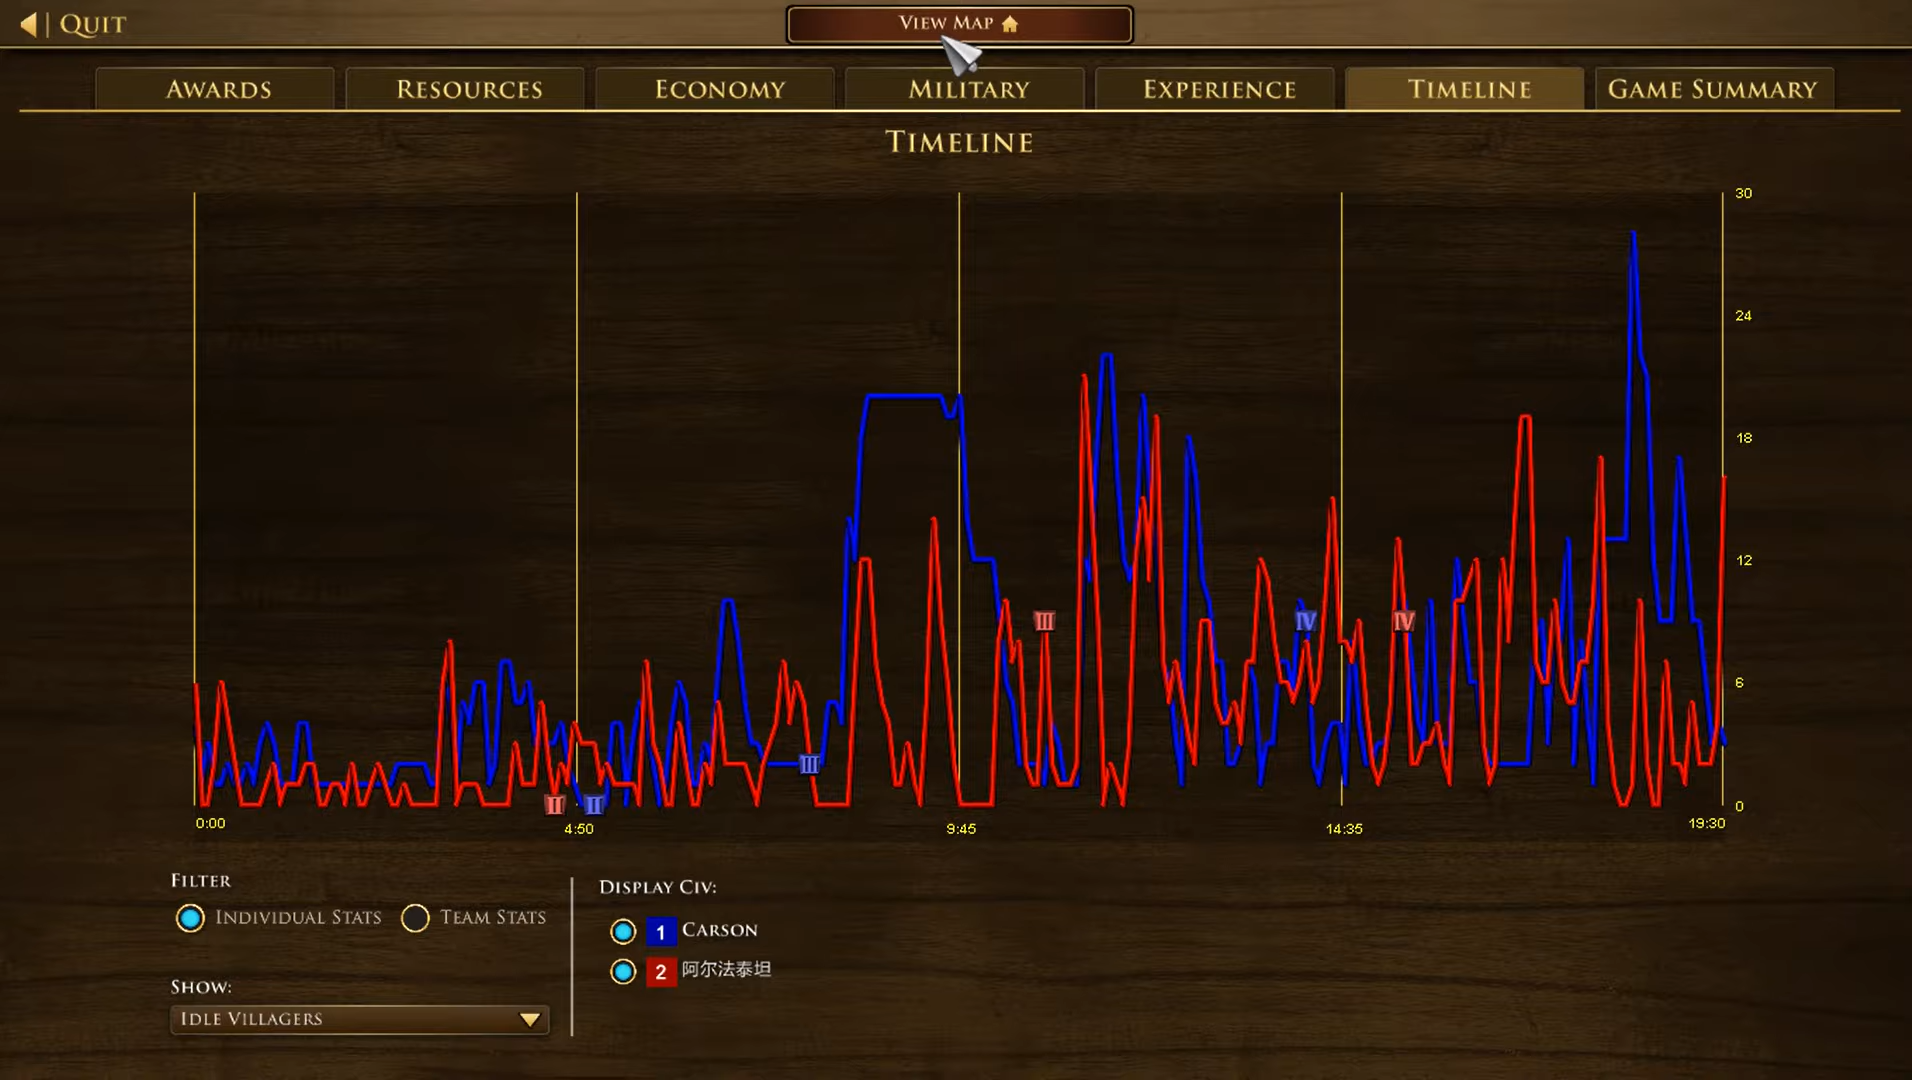 QUIT
VIEW MAP
AWARDS
RESOURCES
ECONOMY
MILITARY
EXPERIENCE
TIMELINE
GAME SUMMARY
TIMELINE
30
24
18
12
6
0
III
IV
IV
III
II
II
0:00
4:50
9:45
14:35
19:30
FILTER
INDIVIDUAL STATS
TEAM STATS
SHOW:
IDLE VILLAGERS
DISPLAY CIV:
1 CARSON
2 阿尔法泰坦